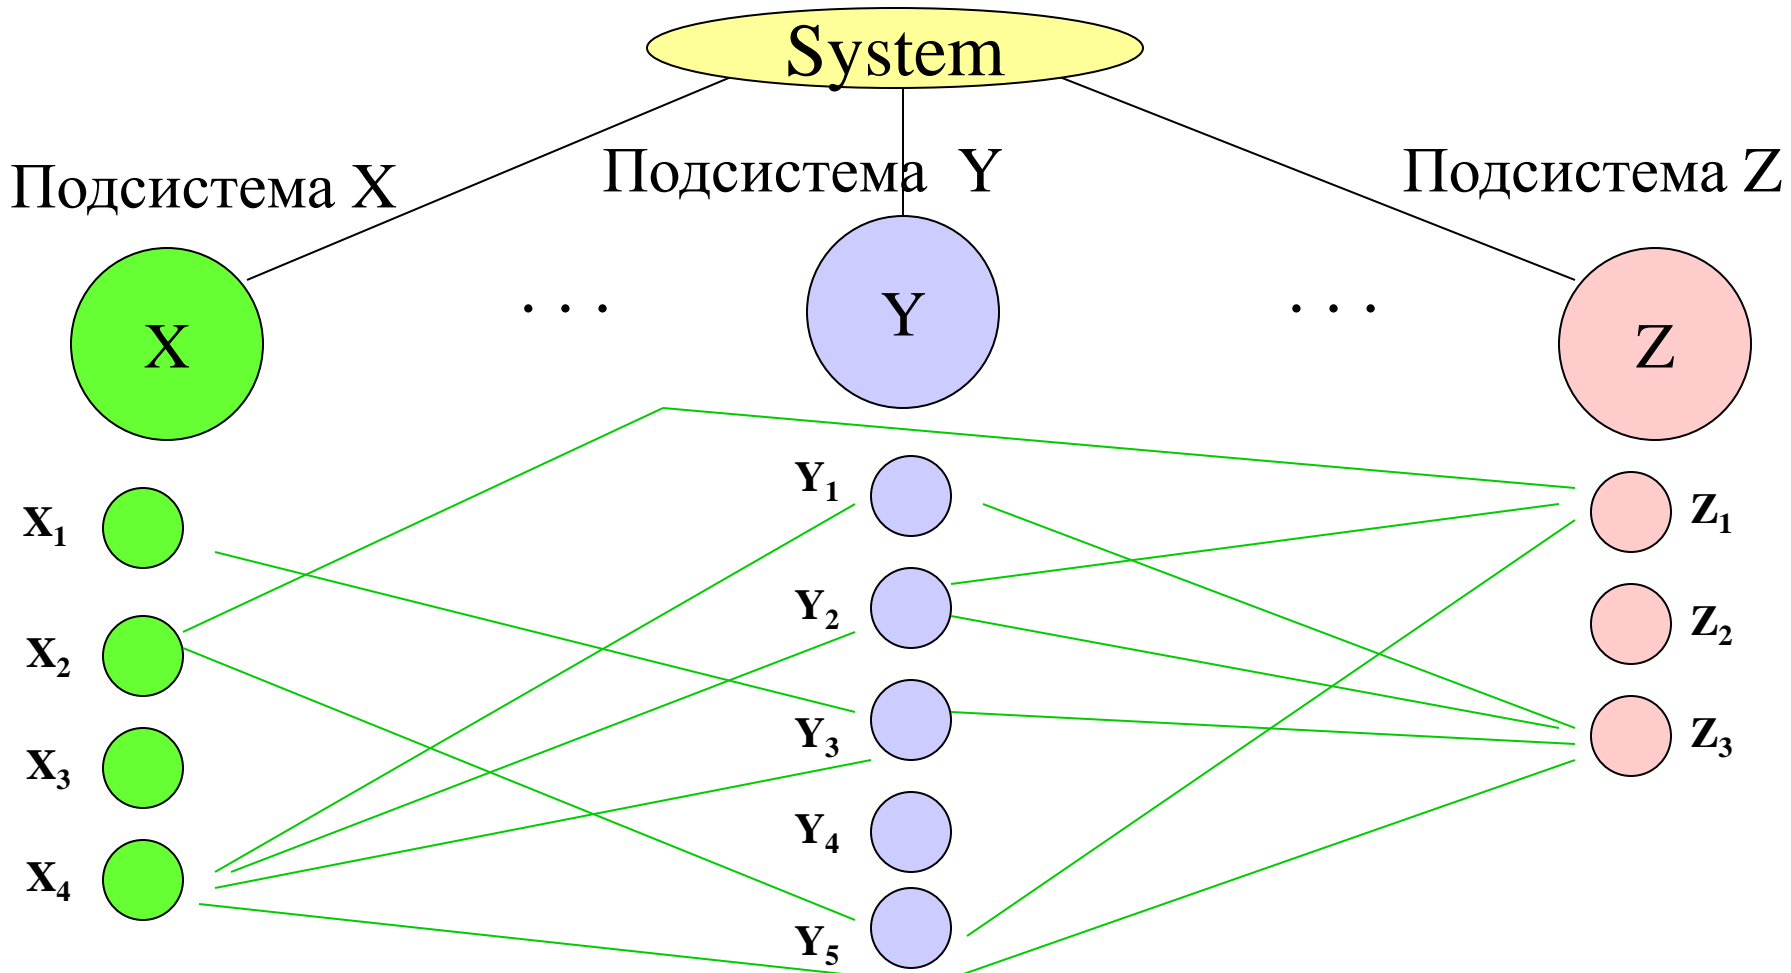 System
Подсистема X
Подсистема Y
Подсистема Z
X
. . .
Y
. . .
Z
X₁
X₂
X₃
X₄
Y₁
Y₂
Y₃
Y₄
Y₅
Z₁
Z₂
Z₃